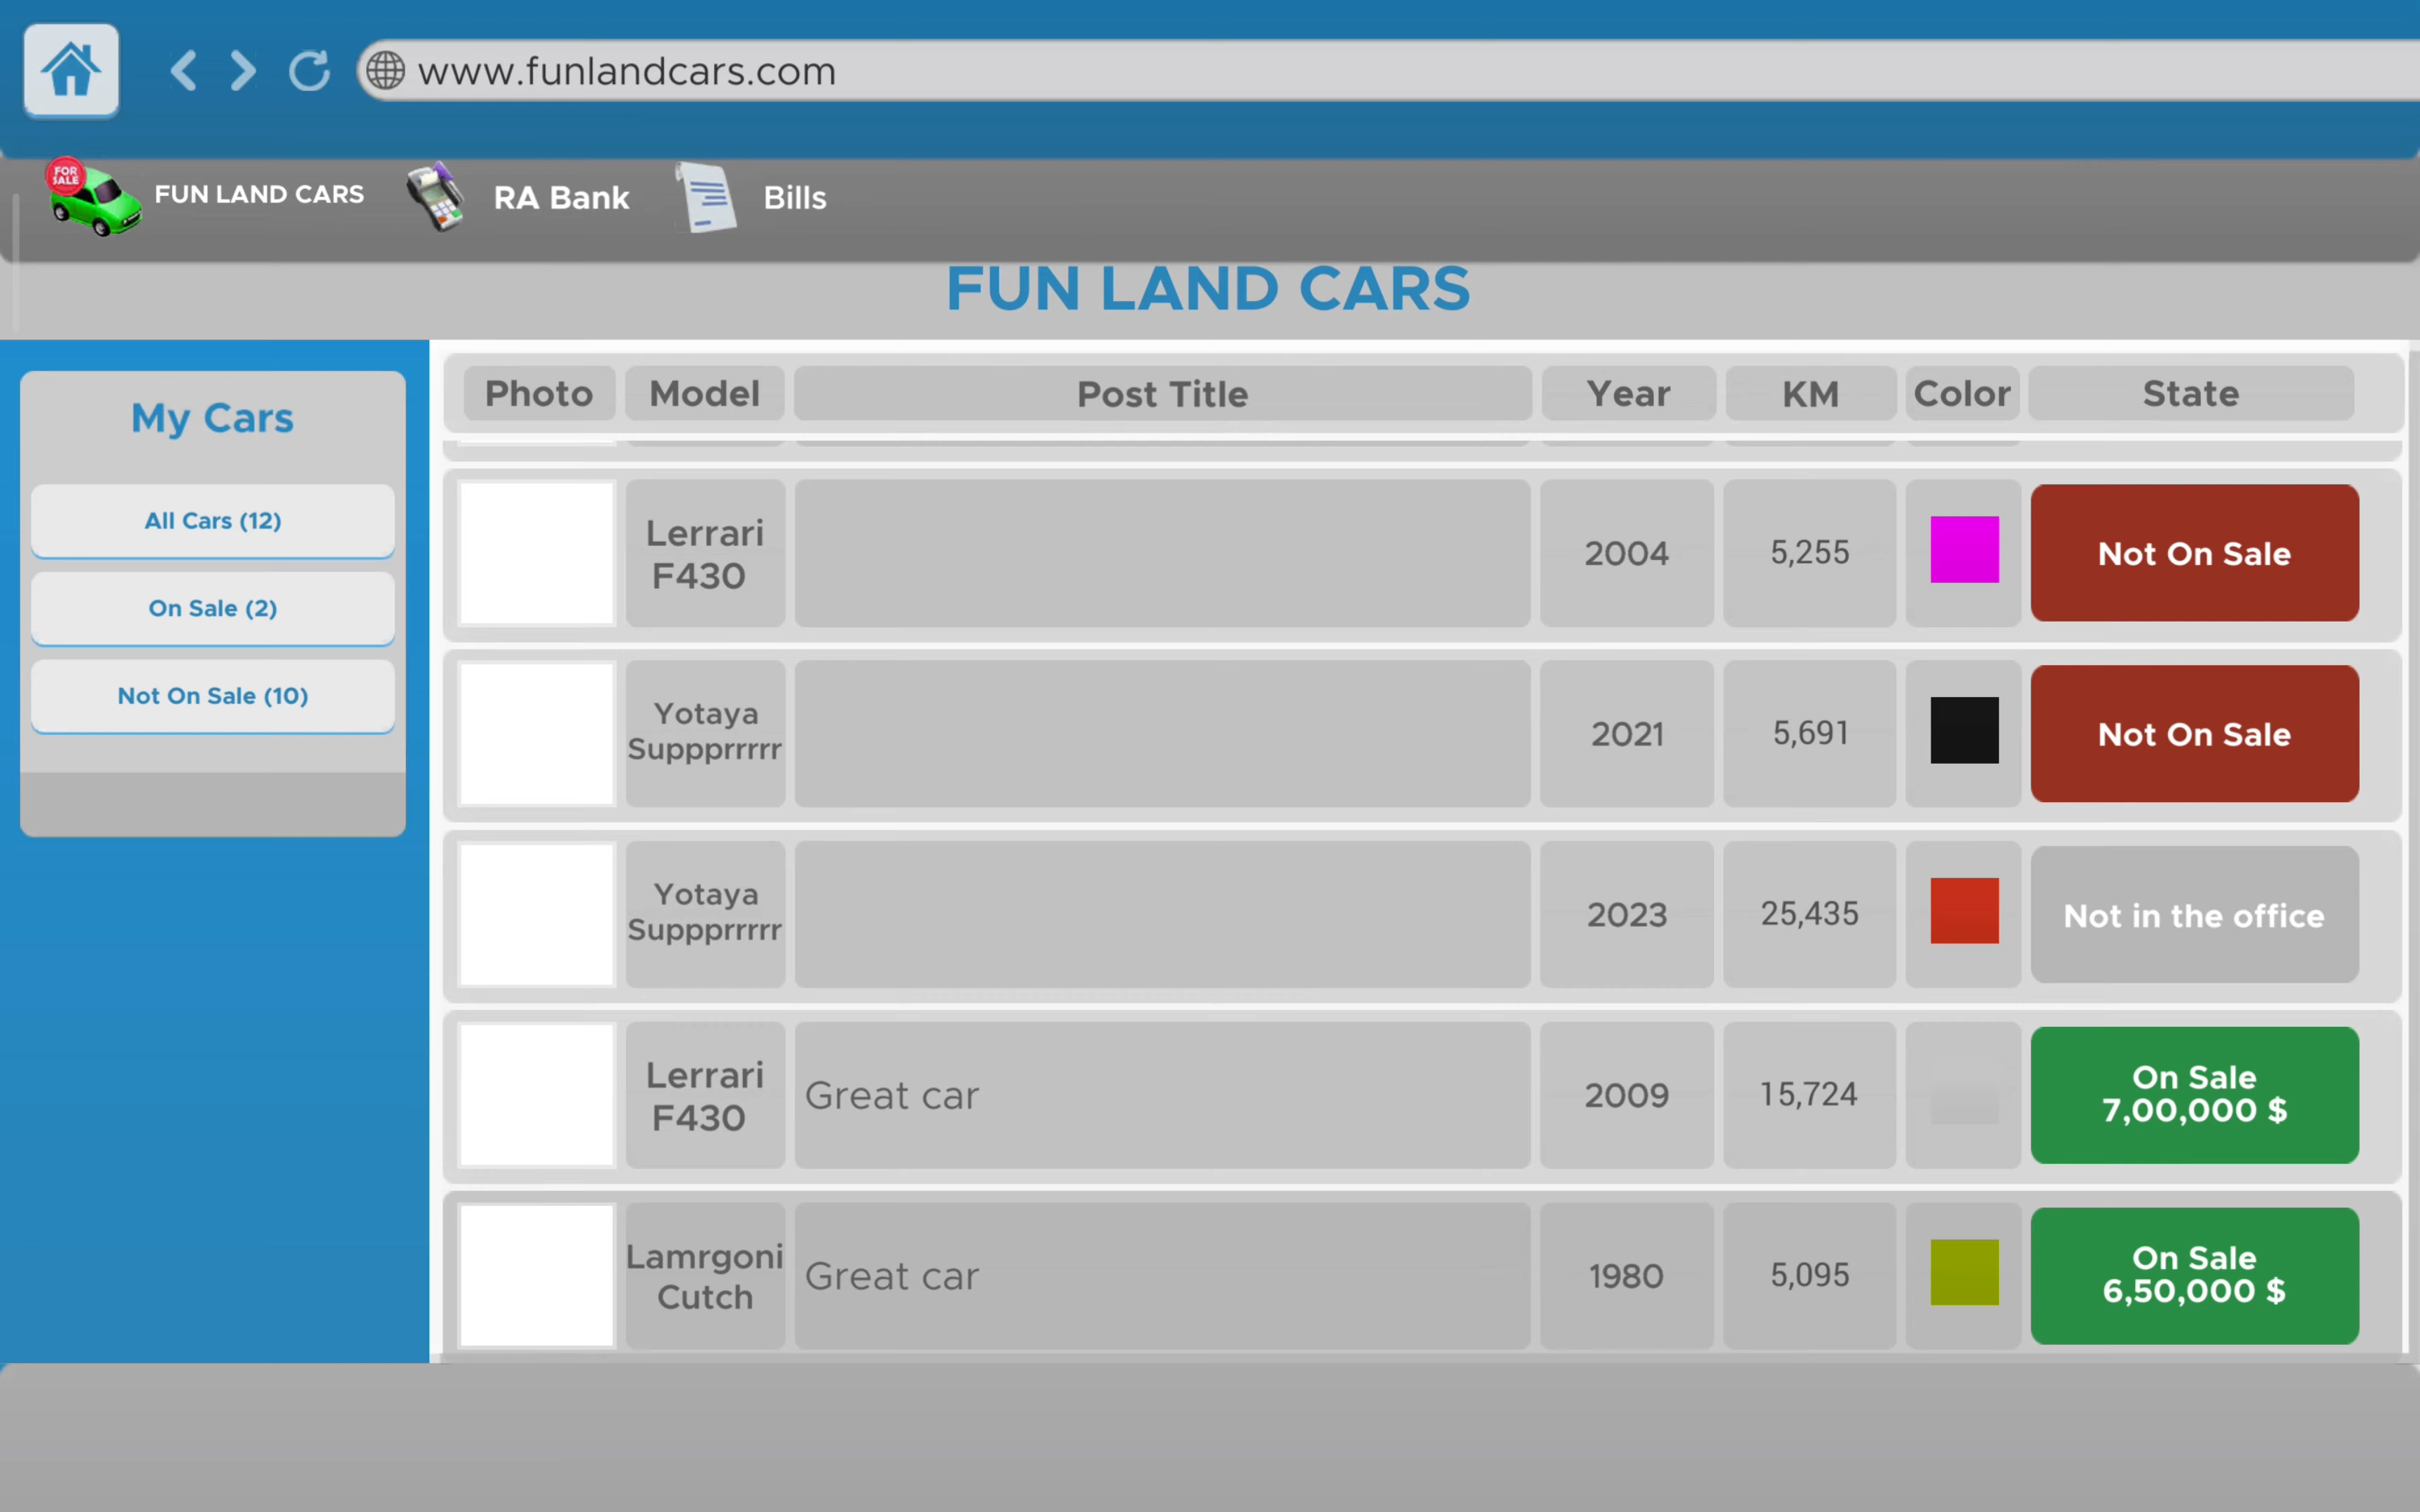 www.funlandcars.com
FOR SALE
FUN LAND CARS
RA Bank
Bills
FUN LAND CARS
My Cars
All Cars (12)
On Sale (2)
Not On Sale (10)
Photo Model Post Title Year KM Color State
Lerrari F430 2004 5,255 Not On Sale
Yotaya Suppprrrrr 2021 5,691 Not On Sale
Yotaya Suppprrrrr 2023 25,435 Not in the office
Lerrari F430 Great car 2009 15,724 On Sale 7,00,000 $
Lamrgoni Cutch Great car 1980 5,095 On Sale 6,50,000 $